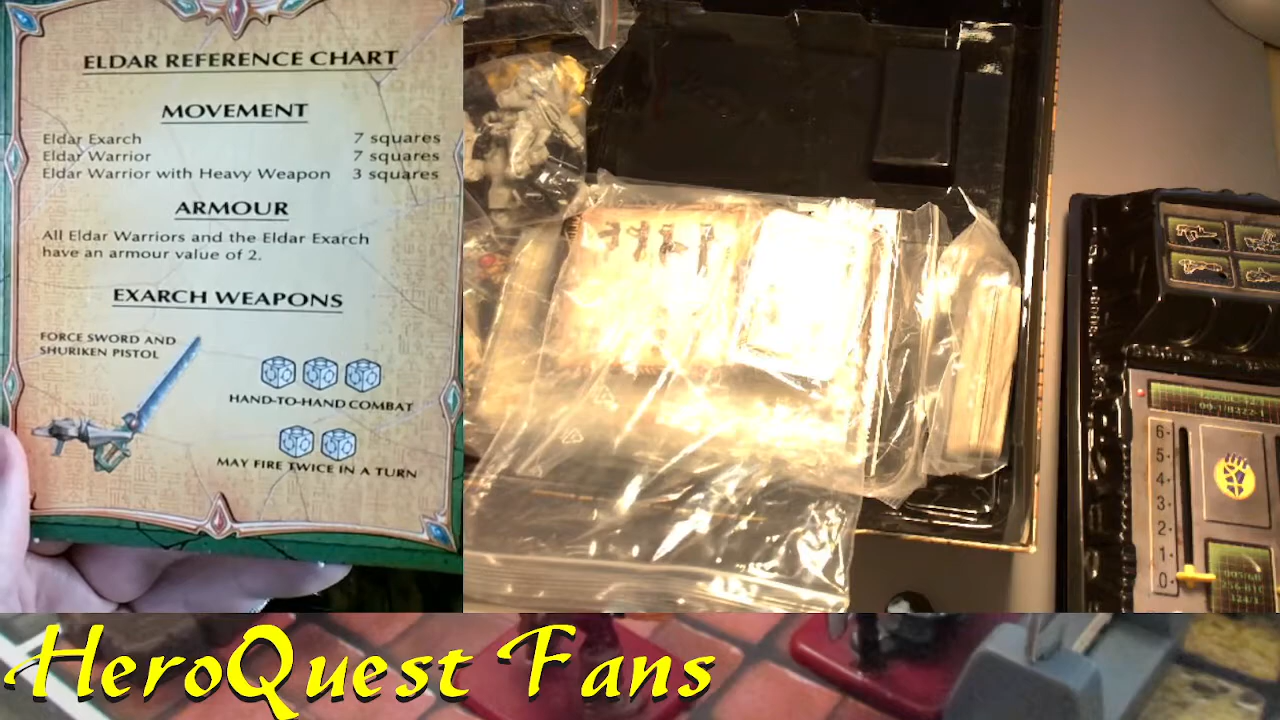 ELDAR REFERENCE CHART
MOVEMENT
Eldar Exarch 7 squares
Eldar Warrior 7 squares
Eldar Warrior with Heavy Weapon 3 squares
ARMOUR
All Eldar Warriors and the Eldar Exarch
have an armour value of 2.
EXARCH WEAPONS
FORCE SWORD AND
SHURIKEN PISTOL
HAND-TO-HAND COMBAT
MAY FIRE TWICE IN A TURN
6
5
4
3
2
1
0
HeroQuest Fans